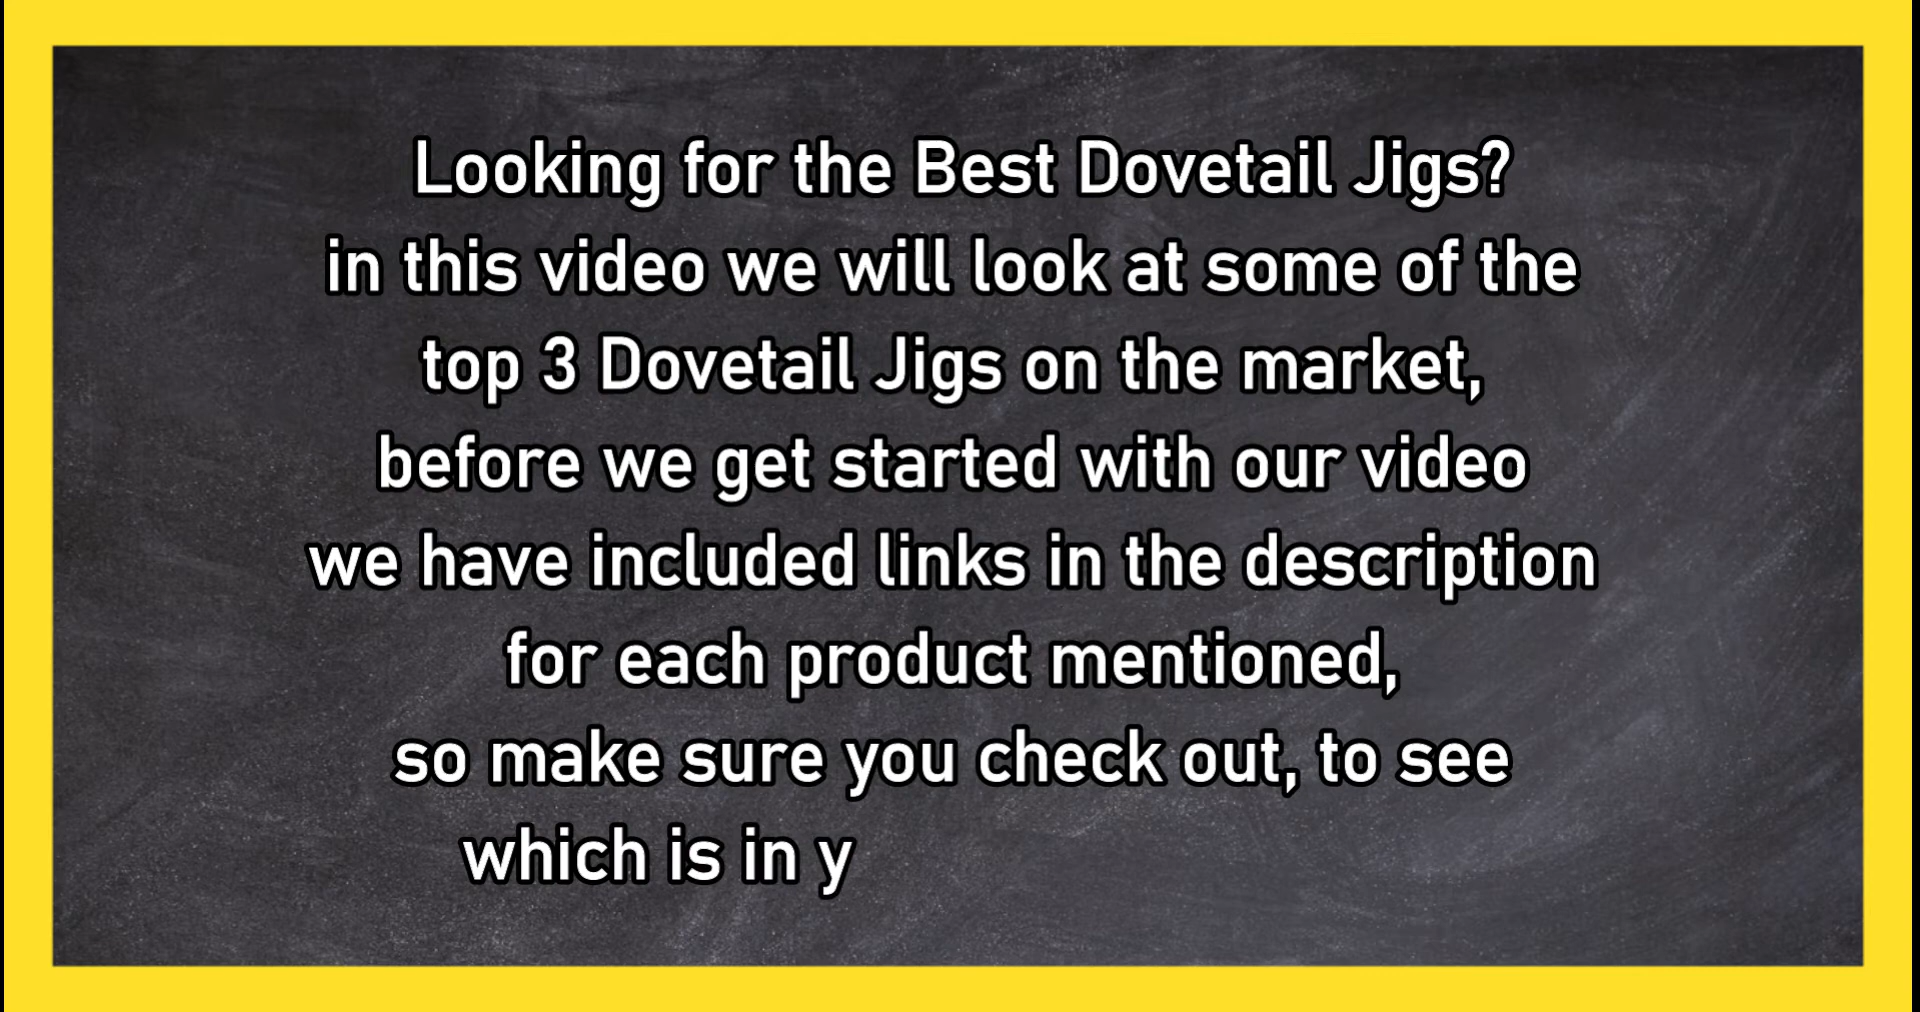 Looking for the Best Dovetail Jigs?
in this video we will look at some of the
top 3 Dovetail Jigs on the market,
before we get started with our video
we have included links in the description
for each product mentioned,
so make sure you check out, to see
which is in y